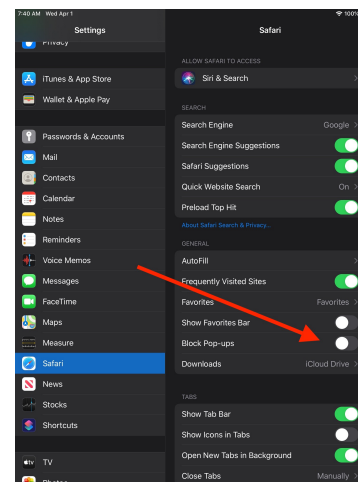 7:40 AM Wed Apr 1
100%
Settings
Safari
Privacy
iTunes & App Store
Wallet & Apple Pay
Passwords & Accounts
Mail
Contacts
Calendar
Notes
Reminders
Voice Memos
Messages
FaceTime
Maps
Measure
Safari
News
Stocks
Shortcuts
tv
TV
Photos
ALLOW SAFARI TO ACCESS
Siri & Search
SEARCH
Search Engine Google
Search Engine Suggestions
Safari Suggestions
Quick Website Search On
Preload Top Hit
About Safari Search & Privacy...
GENERAL
AutoFill
Frequently Visited Sites
Favorites Favorites
Show Favorites Bar
Block Pop-ups
Downloads iCloud Drive
TABS
Show Tab Bar
Show Icons in Tabs
Open New Tabs in Background
Close Tabs Manually